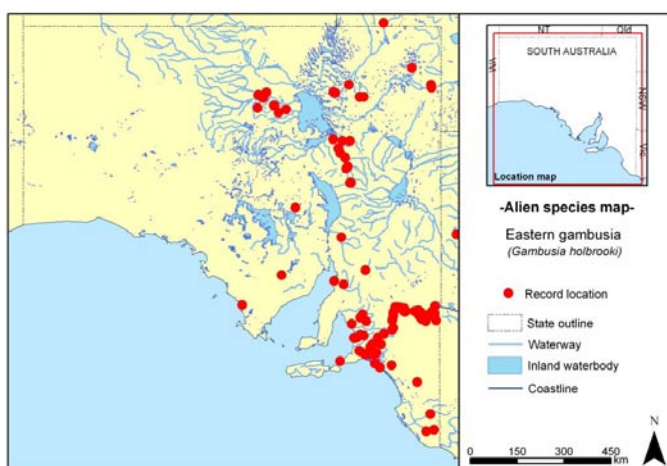 NT
Qld
SOUTH AUSTRALIA
WA
NSW
Vic
Location map
-Alien species map-
Eastern gambusia
(Gambusia holbrooki)
Record location
State outline
Waterway
Inland waterbody
Coastline
N
0
150
300
450
km